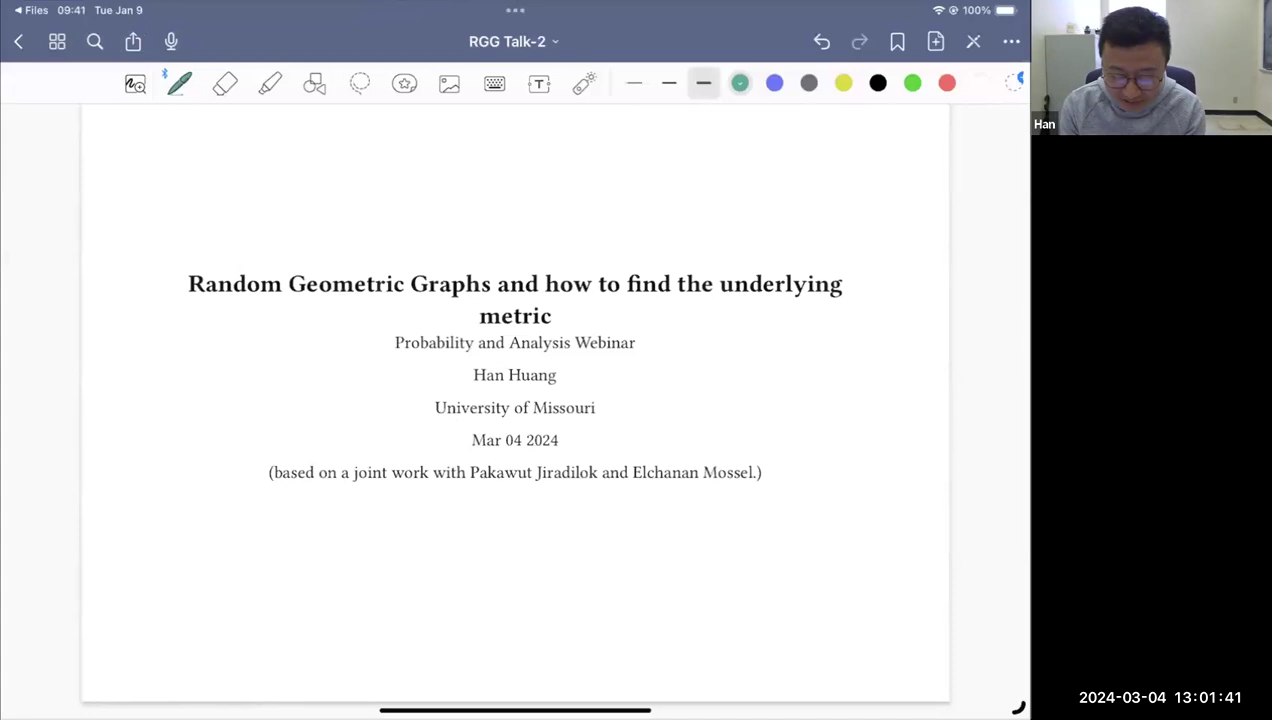 Files 09:41 Tue Jan 9
100%
RGG Talk-2
T
Han
Random Geometric Graphs and how to find the underlying
metric
Probability and Analysis Webinar
Han Huang
University of Missouri
Mar 04 2024
(based on a joint work with Pakawut Jiradilok and Elchanan Mossel.)
2024-03-04 13:01:41